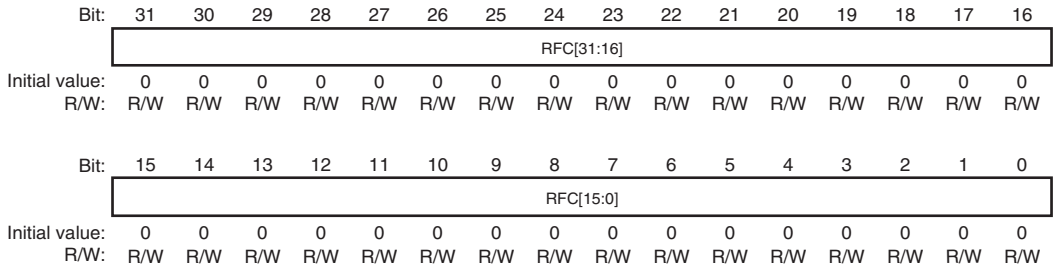 Bit: 31 30 29 28 27 26 25 24 23 22 21 20 19 18 17 16
RFC[31:16]
Initial value: 0 0 0 0 0 0 0 0 0 0 0 0 0 0 0 0
R/W: R/W R/W R/W R/W R/W R/W R/W R/W R/W R/W R/W R/W R/W R/W R/W R/W
Bit: 15 14 13 12 11 10 9 8 7 6 5 4 3 2 1 0
RFC[15:0]
Initial value: 0 0 0 0 0 0 0 0 0 0 0 0 0 0 0 0
R/W: R/W R/W R/W R/W R/W R/W R/W R/W R/W R/W R/W R/W R/W R/W R/W R/W